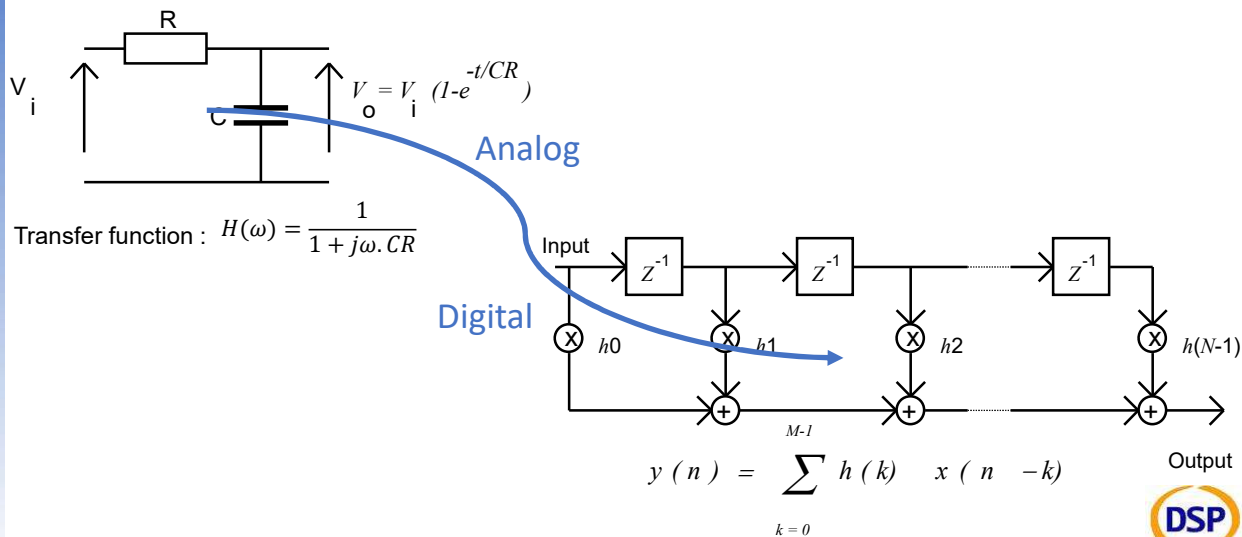 R
V i
C
V o = V i (1-e -t/CR )
Analog
Transfer function : H(ω) = 1 / 1 + jω. CR
Input
Z -1
Z -1
Z -1
Digital
X h0
X h1
X h2
X h(N-1)
+
+
+
M-1
y ( n ) = ∑ h ( k ) x ( n -k)
k = 0
Output
DSP